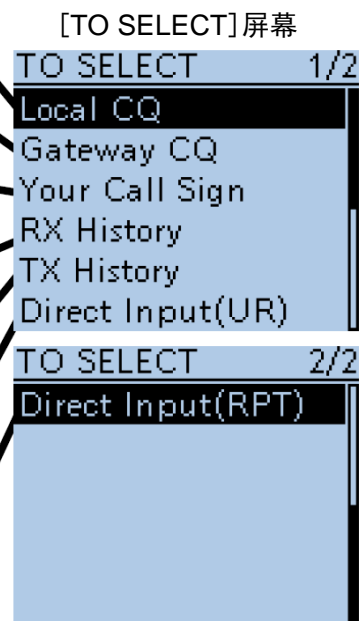 ［TO SELECT］屏幕
TO SELECT 1/2
Local CQ
Gateway CQ
Your Call Sign
RX History
TX History
Direct Input(UR)
TO SELECT 2/2
Direct Input(RPT)